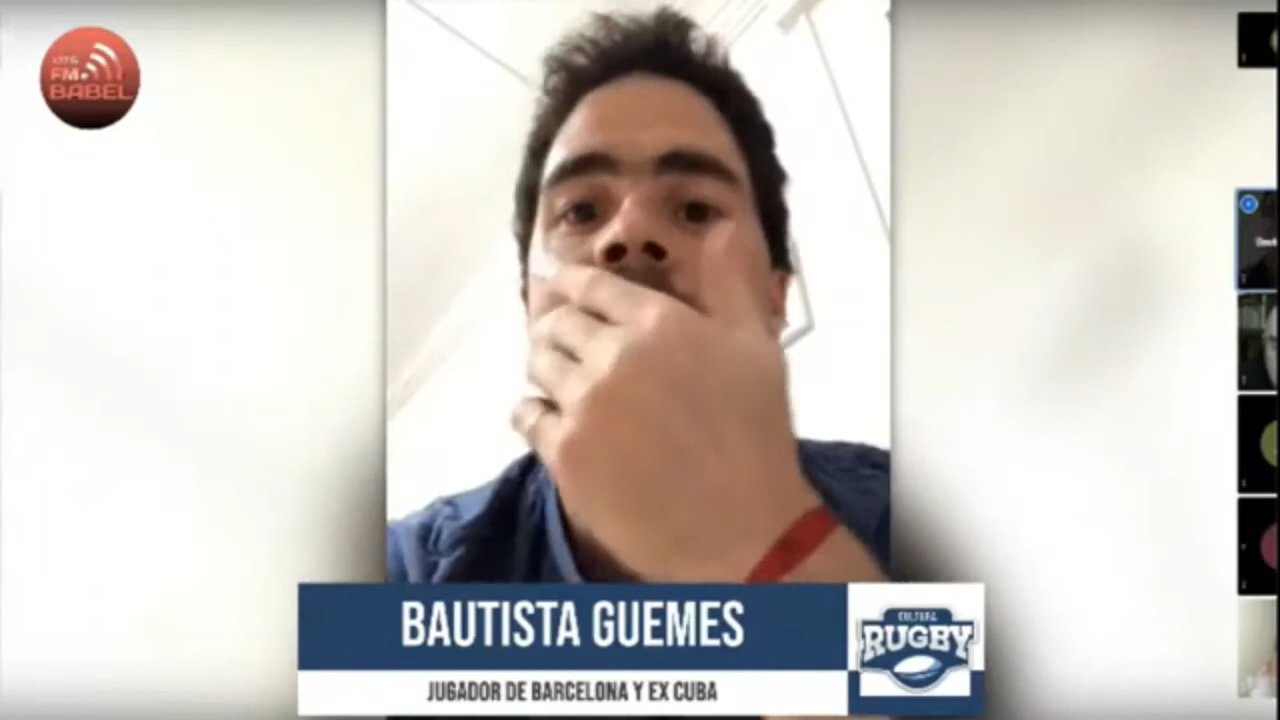 FM
BABEL
BAUTISTA GUEMES
CULTURA
RUGBY
JUGADOR DE BARCELONA Y EX CUBA